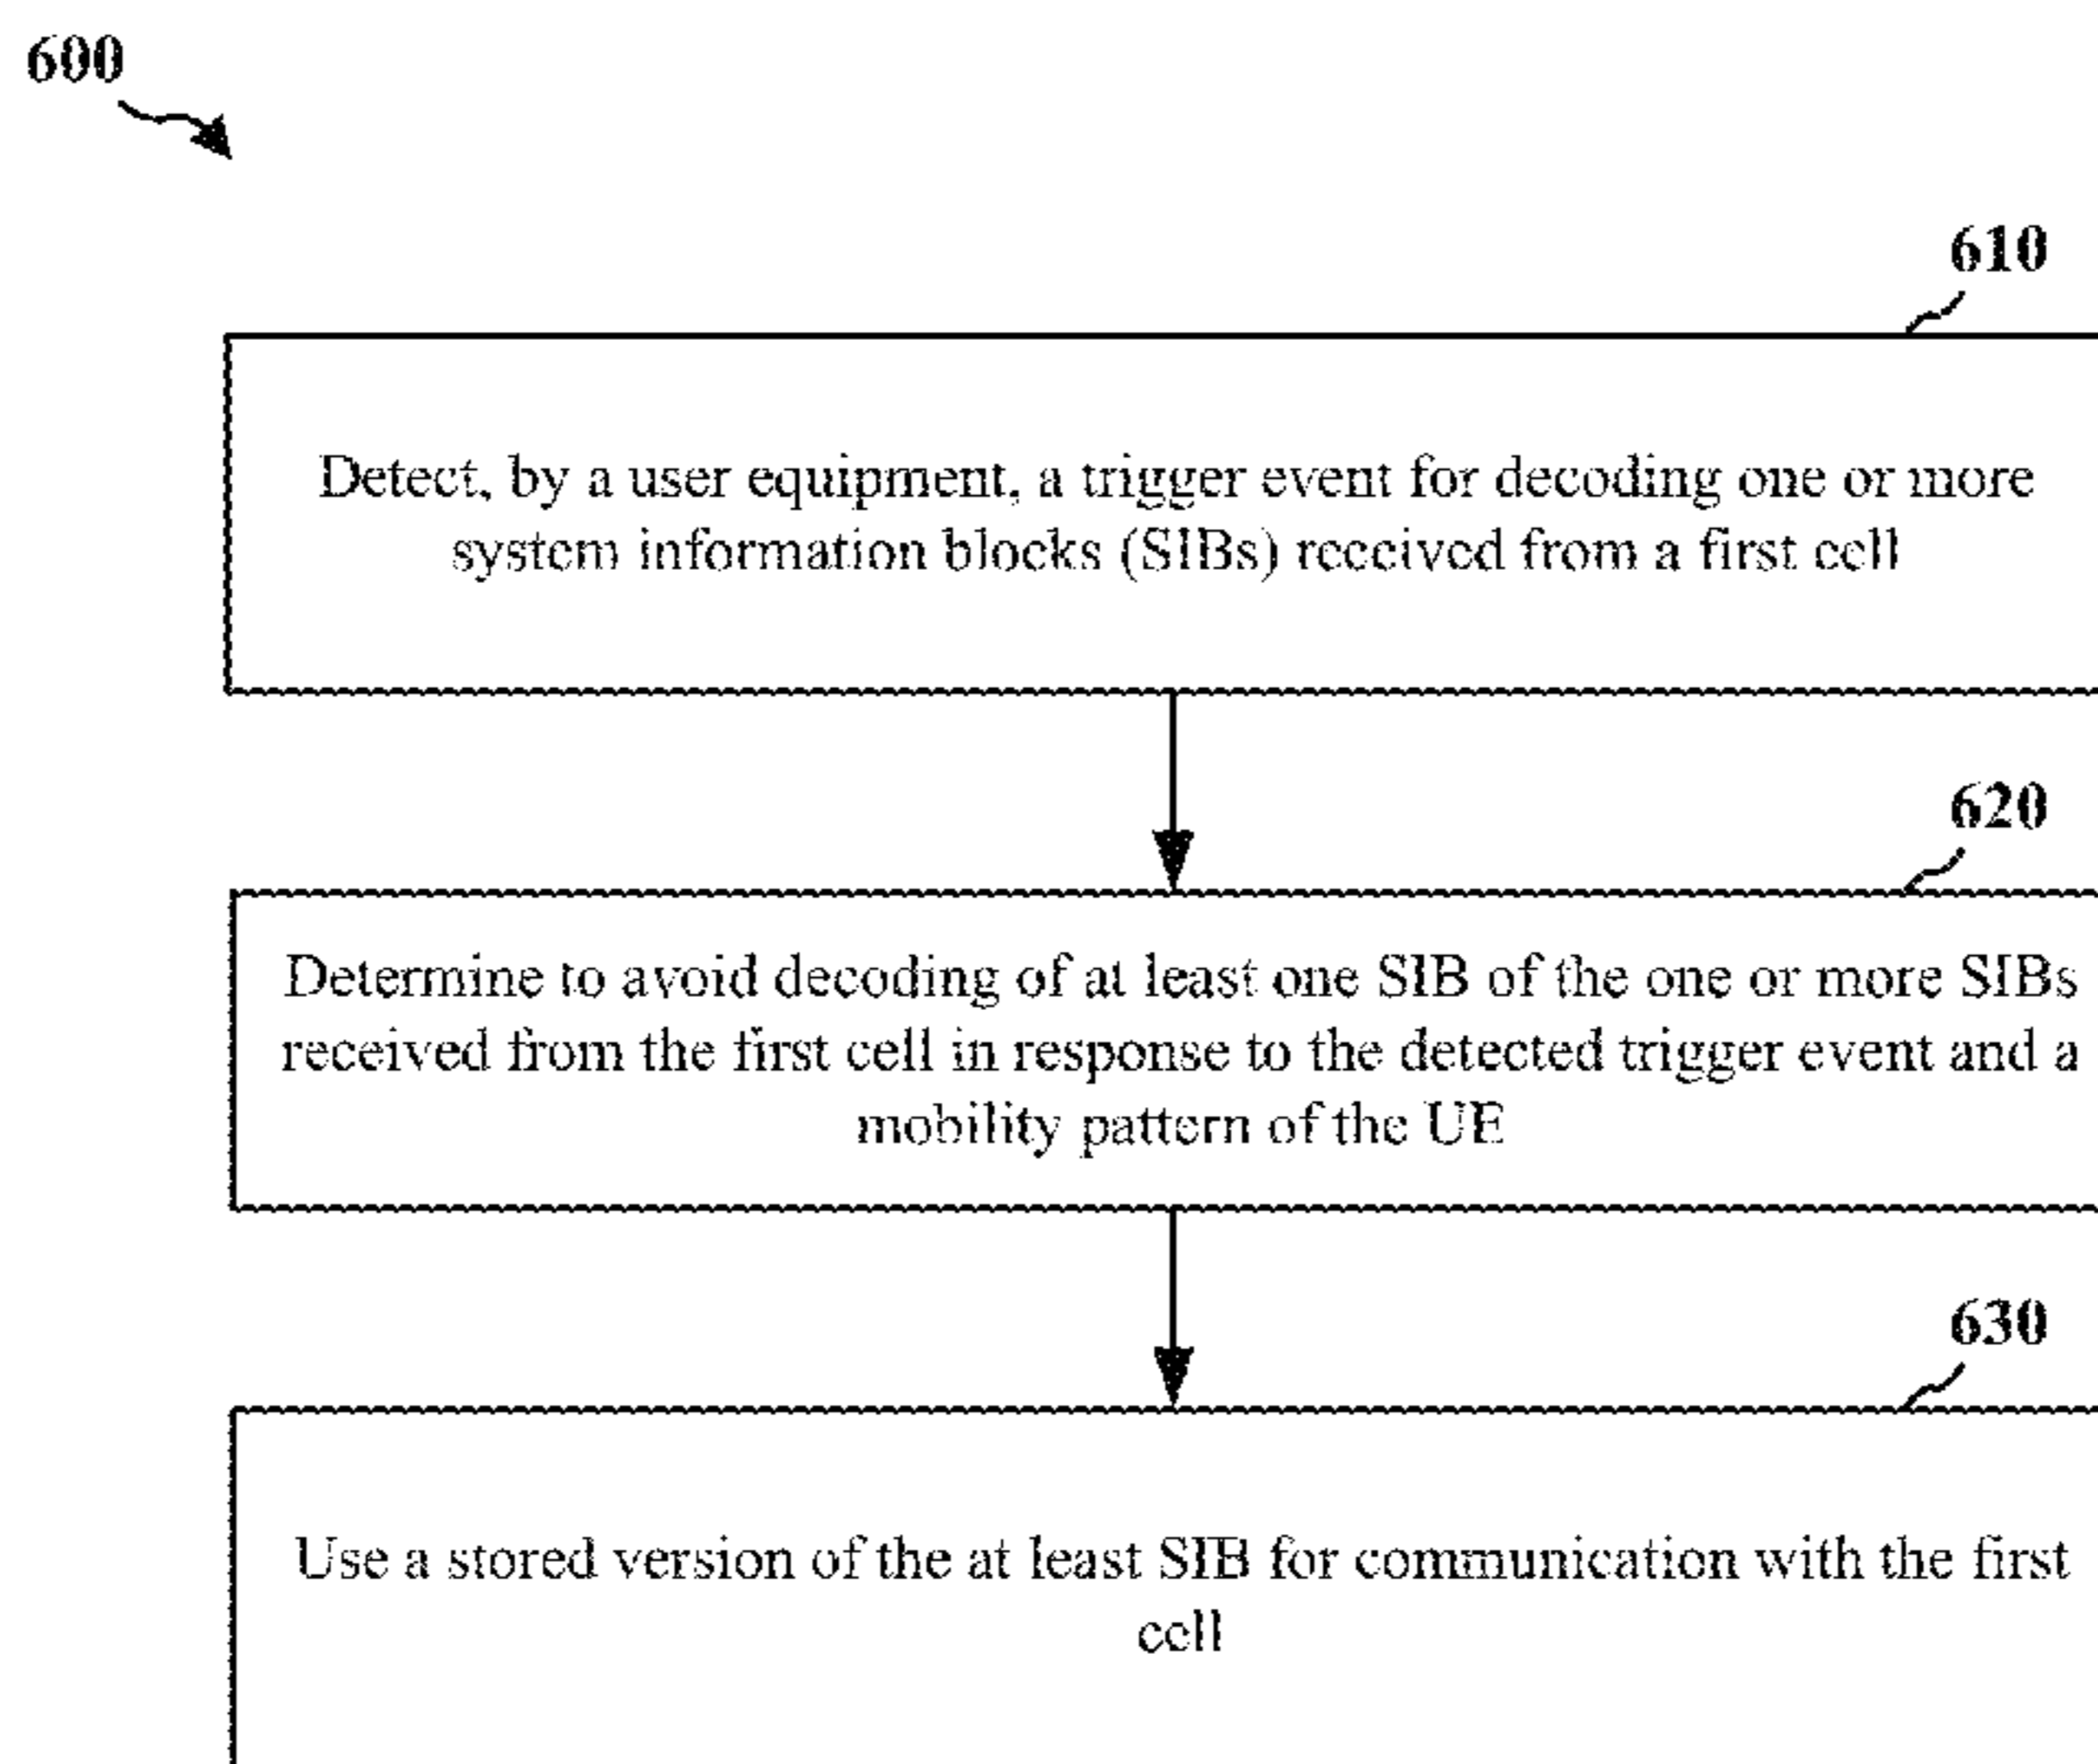 600
610
Detect, by a user equipment, a trigger event for decoding one or more
system information blocks (SIBs) received from a first cell
620
Determine to avoid decoding of at least one SIB of the one or more SIBs
received from the first cell in response to the detected trigger event and a
mobility pattern of the UE
630
Use a stored version of the at least SIB for communication with the first
cell